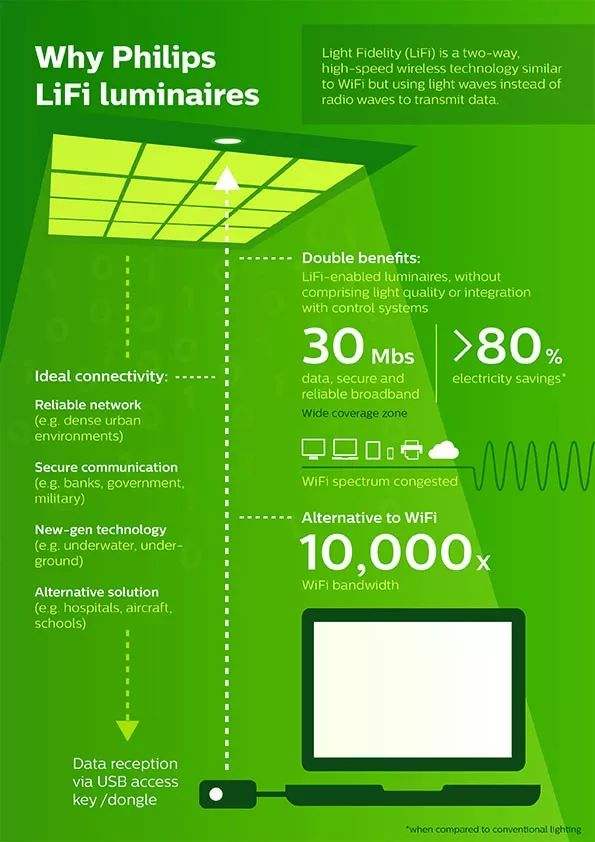 Why Philips
LiFi luminaires
Light Fidelity (LiFi) is a two-way,
high-speed wireless technology similar
to WiFi but using light waves instead of
radio waves to transmit data.
Double benefits:
LiFi-enabled luminaires, without
comprising light quality or integration
with control systems
30 Mbs
data, secure and
reliable broadband
Wide coverage zone
>80 %
electricity savings*
WiFi spectrum congested
Alternative to WiFi
10,000x
WiFi bandwidth
Ideal connectivity:
Reliable network
(e.g. dense urban
environments)
Secure communication
(e.g. banks, government,
military)
New-gen technology
(e.g. underwater, under-
ground)
Alternative solution
(e.g. hospitals, aircraft,
schools)
Data reception
via USB access
key /dongle
*when compared to conventional lighting